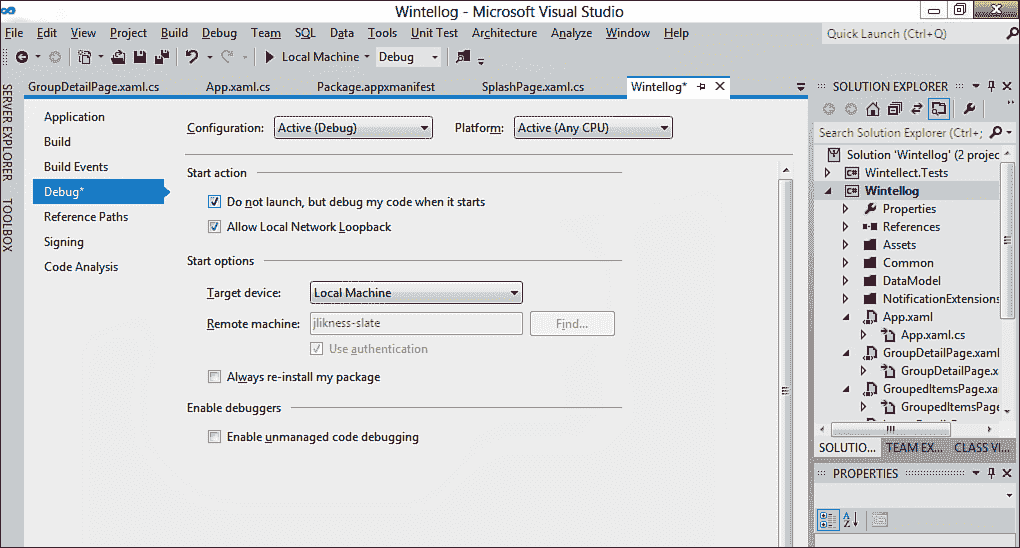 Wintellog - Microsoft Visual Studio
File Edit View Project Build Debug Team SQL Data Tools Unit Test Architecture Analyze Window Help
Quick Launch (Ctrl+Q)
Local Machine Debug
GroupDetailPage.xaml.cs App.xaml.cs Package.appxmanifest SplashPage.xaml.cs Wintellog*
SERVER EXPLORER
TOOLBOX
Application
Build
Build Events
Debug*
Reference Paths
Signing
Code Analysis
Configuration: Active (Debug) Platform: Active (Any CPU)
Start action
Do not launch, but debug my code when it starts
Allow Local Network Loopback
Start options
Target device: Local Machine
Remote machine: jlikness-slate Find...
Use authentication
Always re-install my package
Enable debuggers
Enable unmanaged code debugging
SOLUTION EXPLORER
Search Solution Explorer (Ctrl+;
Solution 'Wintellog' (2 projec
C# Wintellect.Tests
C# Wintellog
Properties
References
Assets
Common
DataModel
NotificationExtensions
App.xaml
App.xaml.cs
GroupDetailPage.xaml
GroupDetailPage.x
GroupedItemsPage.xa
GroupedItemsPage
SOLUTIO... TEAM EX... CLASS VI...
PROPERTIES